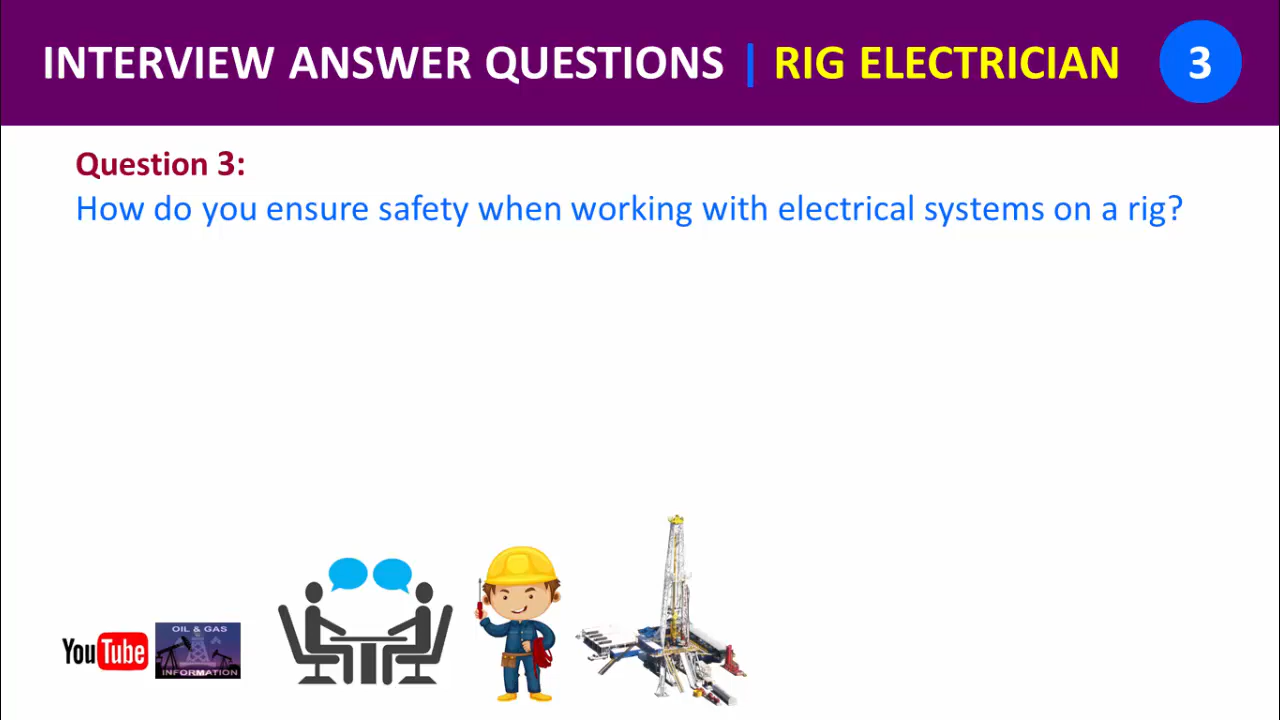 INTERVIEW ANSWER QUESTIONS | RIG ELECTRICIAN 3
Question 3:
How do you ensure safety when working with electrical systems on a rig?
YouTube
OIL & GAS
INFORMATION